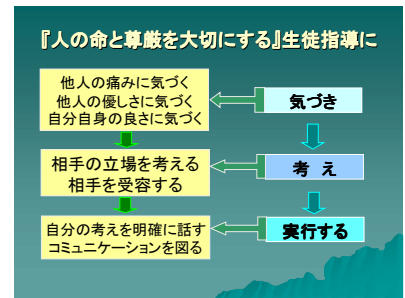 『人の命と尊厳を大切にする』生徒指導に
他人の痛みに気づく
他人の優しさに気づく
自分自身の良さに気づく
気づき
相手の立場を考える
相手を受容する
考 え
自分の考えを明確に話す
コミュニケーションを図る
実行する